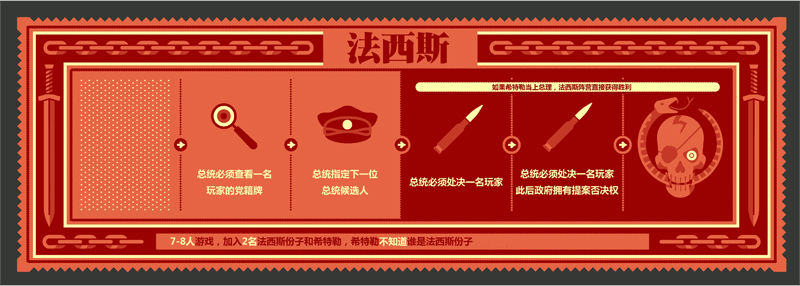 法西斯
如果希特勒当上总理，法西斯阵营直接获得胜利
总统必须查看一名
玩家的党籍牌
总统指定下一位
总统候选人
总统必须处决一名玩家
总统必须处决一名玩家
此后政府拥有提案否决权
7-8人游戏，加入2名法西斯份子和希特勒，希特勒不知道谁是法西斯份子